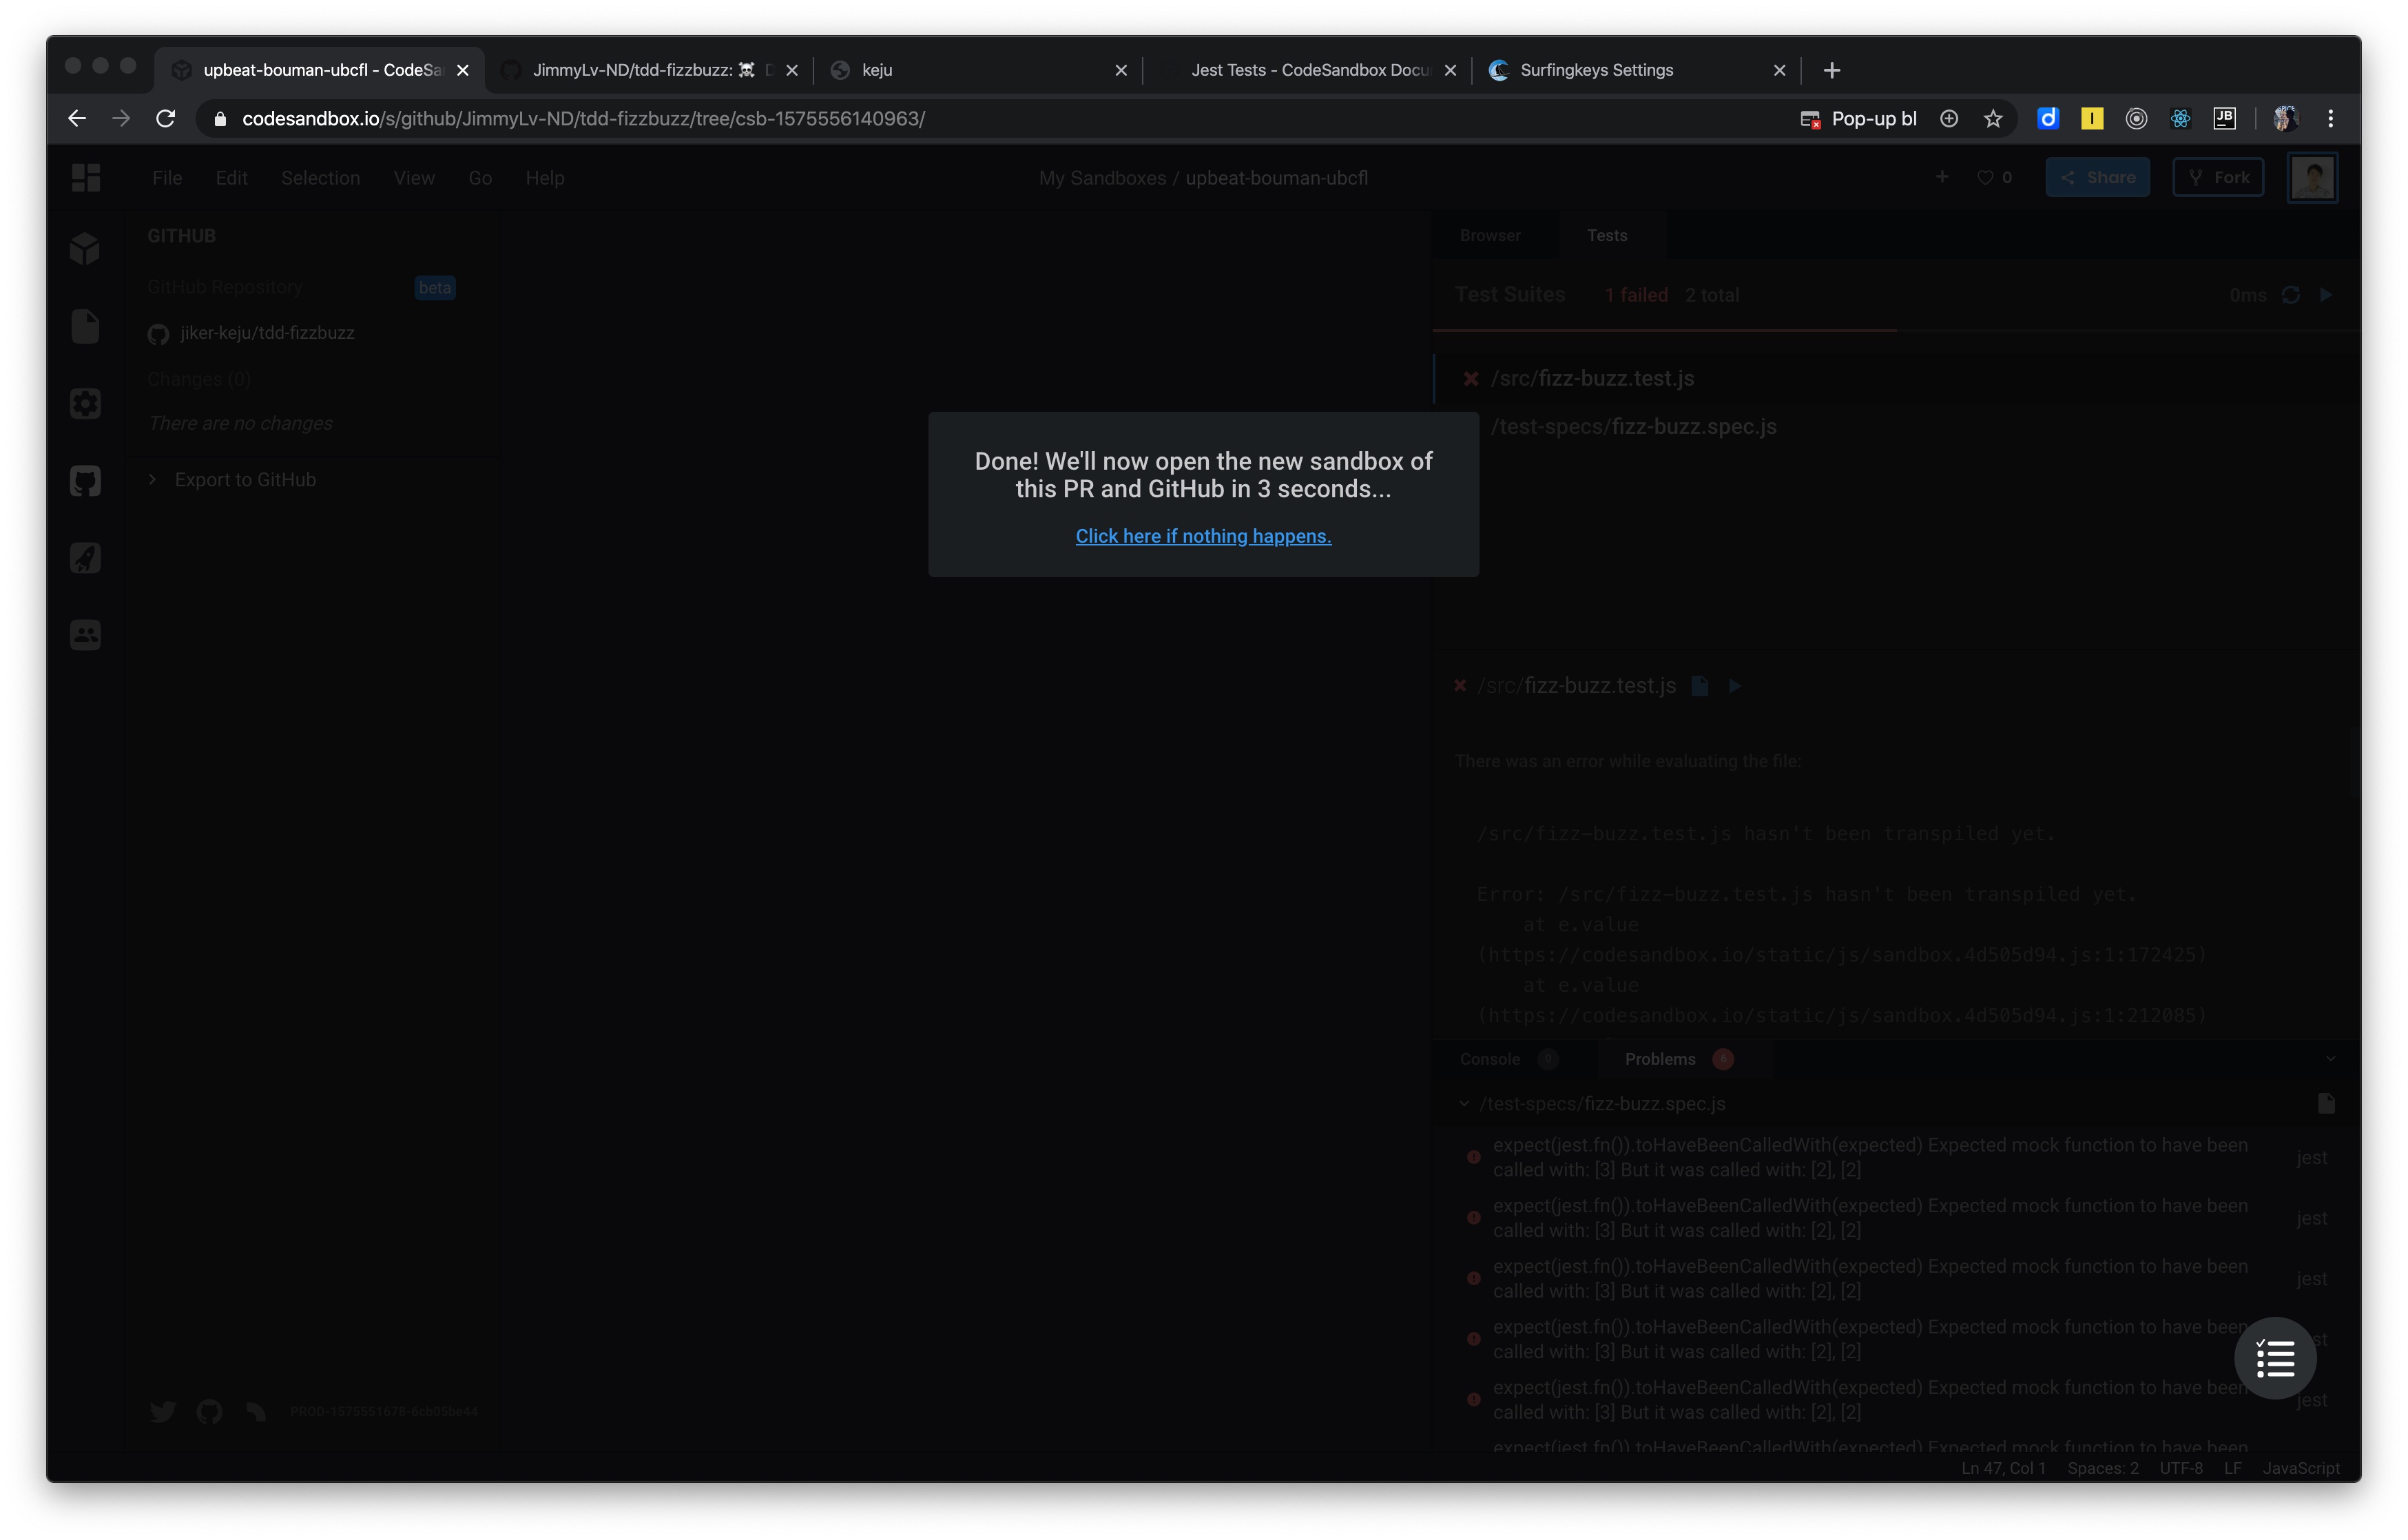 upbeat-bouman-ubcfl - CodeSa
JimmyLv-ND/tdd-fizzbuzz: ☠️ D
keju
Jest Tests - CodeSandbox Docu
Surfingkeys Settings
codesandbox.io/s/github/JimmyLv-ND/tdd-fizzbuzz/tree/csb-1575556140963/
Pop-up bl
File Edit Selection View Go Help
My Sandboxes / upbeat-bouman-ubcfl
0
Share
Fork
GITHUB
GitHub Repository
beta
jiker-keju/tdd-fizzbuzz
Changes (0)
There are no changes
Export to GitHub
Done! We'll now open the new sandbox of
this PR and GitHub in 3 seconds...
Click here if nothing happens.
Browser Tests
Test Suites 1 failed 2 total
0ms
/src/fizz-buzz.test.js
/test-specs/fizz-buzz.spec.js
/src/fizz-buzz.test.js
There was an error while evaluating the file:
/src/fizz-buzz.test.js hasn't been transpiled yet.
Error: /src/fizz-buzz.test.js hasn't been transpiled yet.
at e.value
(https://codesandbox.io/static/js/sandbox.4d505d94.js:1:172425)
at e.value
(https://codesandbox.io/static/js/sandbox.4d505d94.js:1:212085)
Console 0 Problems 6
/test-specs/fizz-buzz.spec.js
expect(jest.fn()).toHaveBeenCalledWith(expected) Expected mock function to have been
called with: [3] But it was called with: [2], [2]
jest
expect(jest.fn()).toHaveBeenCalledWith(expected) Expected mock function to have been
called with: [3] But it was called with: [2], [2]
jest
expect(jest.fn()).toHaveBeenCalledWith(expected) Expected mock function to have been
called with: [3] But it was called with: [2], [2]
jest
expect(jest.fn()).toHaveBeenCalledWith(expected) Expected mock function to have been
called with: [3] But it was called with: [2], [2]
st
expect(jest.fn()).toHaveBeenCalledWith(expected) Expected mock function to have been
called with: [3] But it was called with: [2], [2]
jest
expect(jest.fn()).toHaveBeenCalledWith(expected) Expected mock function to have been
PROD-1575551678-6cb05be44
Ln 47, Col 1 Spaces: 2 UTF-8 LF JavaScript